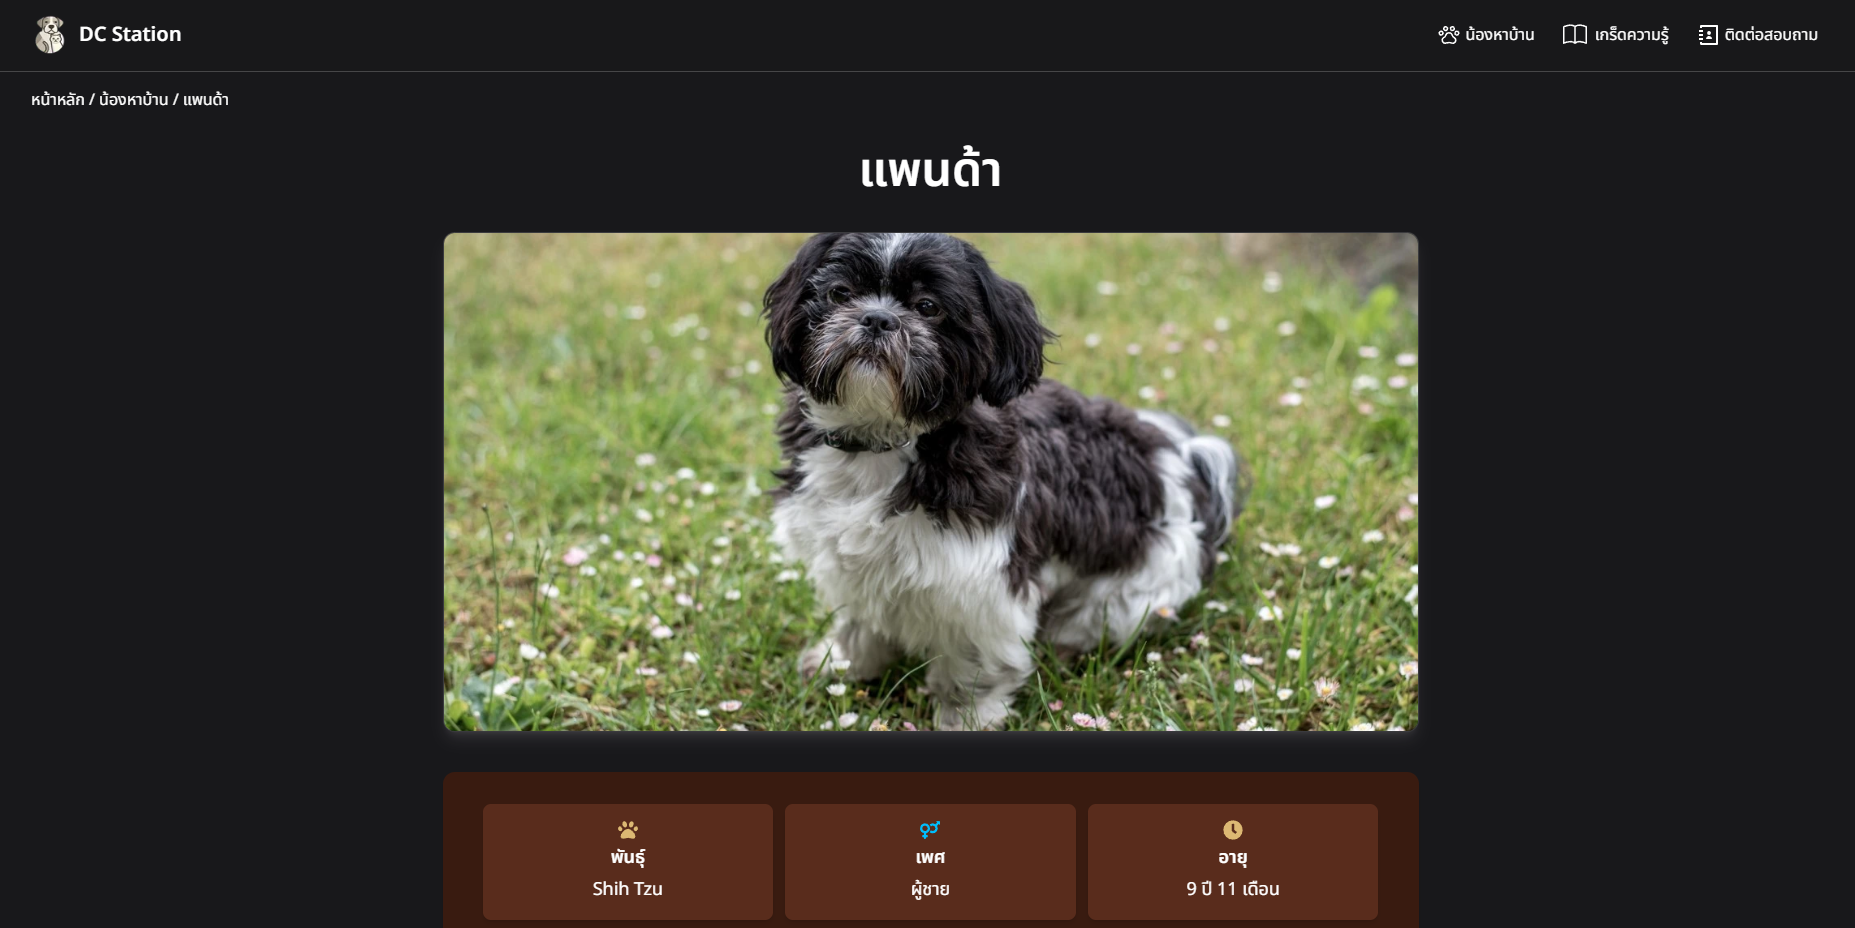 DC Station
น้องหาบ้าน
เกร็ดความรู้
ติดต่อสอบถาม
หน้าหลัก / น้องหาบ้าน / แพนด้า
แพนด้า
พันธุ์
Shih Tzu
เพศ
ผู้ชาย
อายุ
9 ปี 11 เดือน